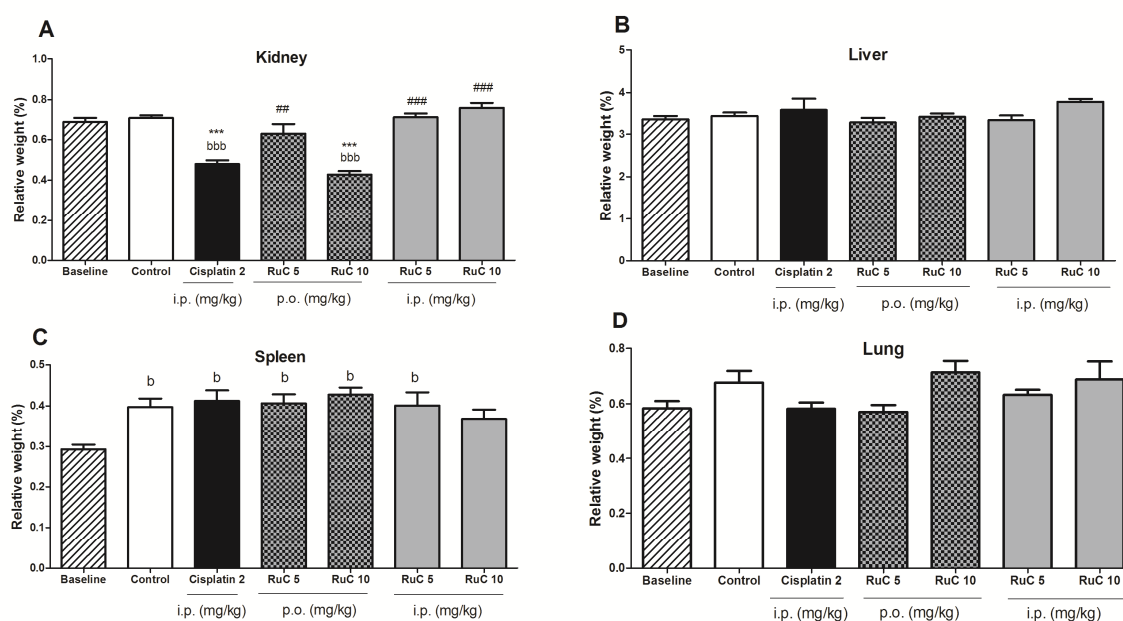 A
Kidney
Relative weight (%)
1.0
0.8
0.6
0.4
0.2
0.0
***
bbb
##
***
bbb
###
###
Baseline Control Cisplatin 2 RuC 5 RuC 10 RuC 5 RuC 10
i.p. (mg/kg) p.o. (mg/kg) i.p. (mg/kg)
B
Liver
Relative weight (%)
5
4
3
2
1
0
Baseline Control Cisplatin 2 RuC 5 RuC 10 RuC 5 RuC 10
i.p. (mg/kg) p.o. (mg/kg) i.p. (mg/kg)
C
Spleen
Relative weight (%)
0.5
0.4
0.3
0.2
0.1
0.0
b b b b b
Baseline Control Cisplatin 2 RuC 5 RuC 10 RuC 5 RuC 10
i.p. (mg/kg) p.o. (mg/kg) i.p. (mg/kg)
D
Lung
Relative weight (%)
0.8
0.6
0.4
0.2
0.0
Baseline Control Cisplatin 2 RuC 5 RuC 10 RuC 5 RuC 10
i.p. (mg/kg) p.o. (mg/kg) i.p. (mg/kg)